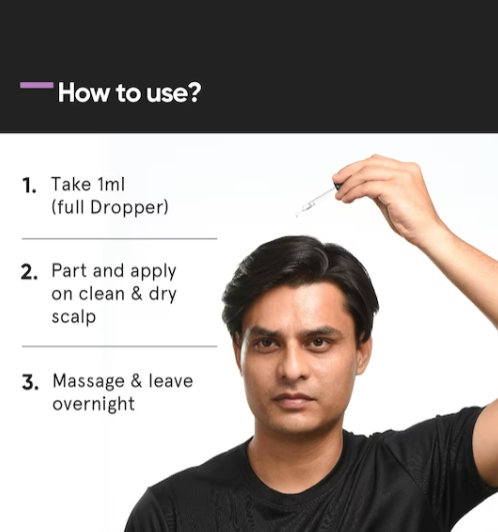 How to use?
1. Take 1ml
(full Dropper)
2. Part and apply
on clean & dry
scalp
3. Massage & leave
overnight